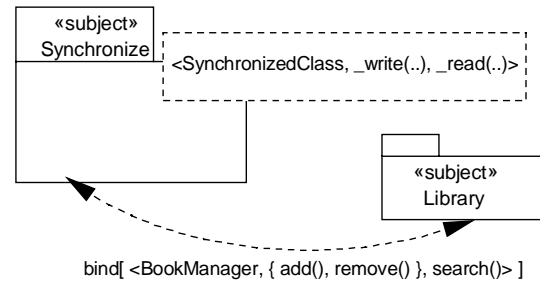 «subject»
Synchronize
<SynchronizedClass, _write(..), _read(..)>
«subject»
Library
bind[ <BookManager, { add(), remove() }, search()> ]